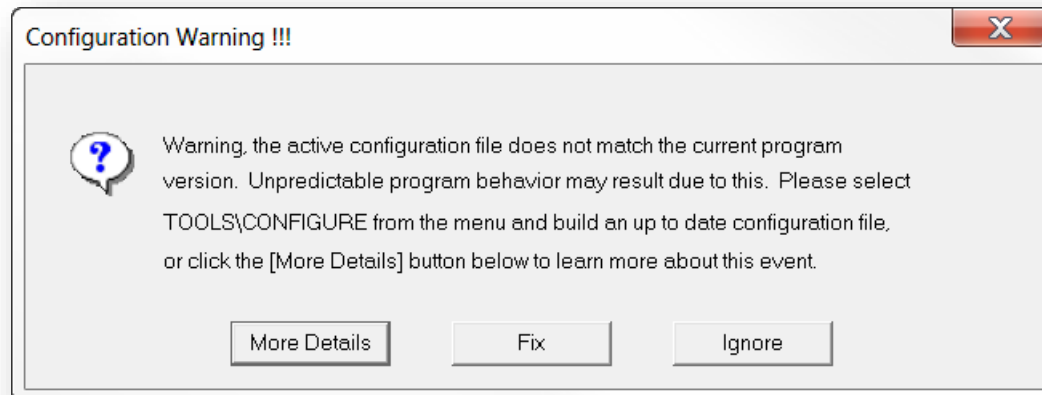 Configuration Warning !!!
Warning, the active configuration file does not match the current program
version. Unpredictable program behavior may result due to this. Please select
TOOLS\CONFIGURE from the menu and build an up to date configuration file,
or click the [More Details] button below to learn more about this event.
More Details Fix Ignore